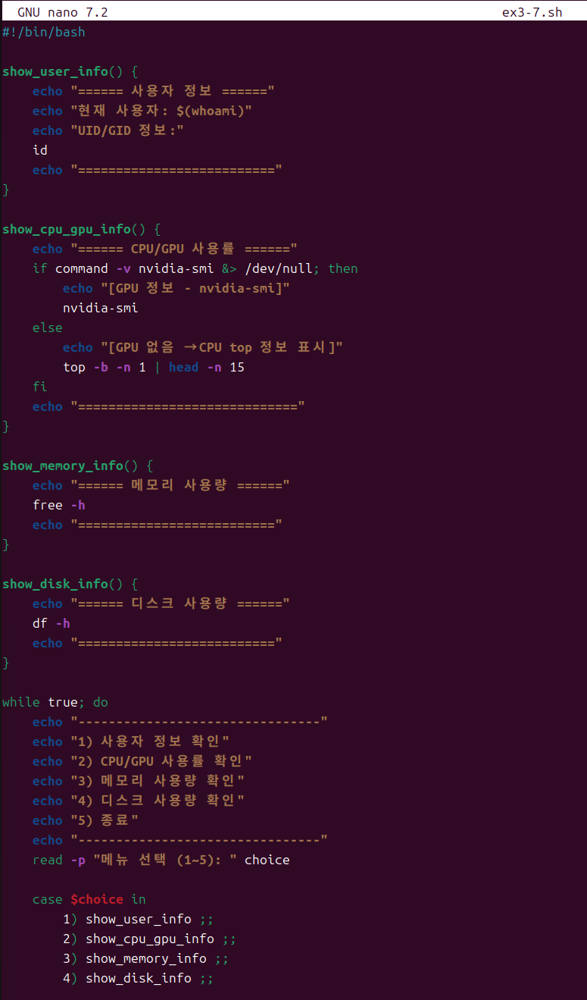 GNU nano 7.2 ex3-7.sh
#!/bin/bash

show_user_info() {
    echo "====== 사용자 정보 ======"
    echo "현재 사용자: $(whoami)"
    echo "UID/GID 정보:"
    id
    echo "=========================="
}

show_cpu_gpu_info() {
    echo "====== CPU/GPU 사용률 ======"
    if command -v nvidia-smi &> /dev/null; then
        echo "[GPU 정보 - nvidia-smi]"
        nvidia-smi
    else
        echo "[GPU 없음 →CPU top 정보 표시]"
        top -b -n 1 | head -n 15
    fi
    echo "============================="
}

show_memory_info() {
    echo "====== 메모리 사용량 ======"
    free -h
    echo "=========================="
}

show_disk_info() {
    echo "====== 디스크 사용량 ======"
    df -h
    echo "=========================="
}

while true; do
    echo "--------------------------------"
    echo "1) 사용자 정보 확인"
    echo "2) CPU/GPU 사용률 확인"
    echo "3) 메모리 사용량 확인"
    echo "4) 디스크 사용량 확인"
    echo "5) 종료"
    echo "--------------------------------"
    read -p "메뉴 선택 (1~5): " choice

    case $choice in
        1) show_user_info ;;
        2) show_cpu_gpu_info ;;
        3) show_memory_info ;;
        4) show_disk_info ;;